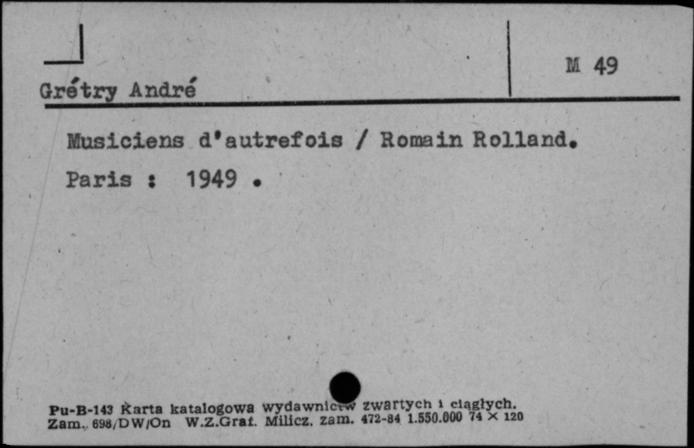 M 49
Grétry André
Musiciens d'autrefois / Romain Rolland.
Paris : 1949 .
Pu-B-143 Karta katalogowa wydawnictw zwartych i ciągłych.
Zam. 698/DW/On W.Z.Graf. Milicz, zam. 472-84 1.550.000 74 × 120